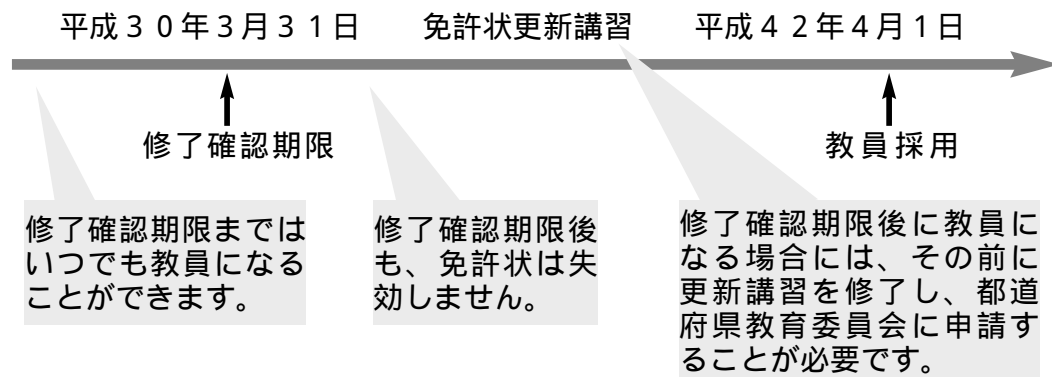 平成３０年３月３１日
免許状更新講習
平成４２年４月１日
修了確認期限
教員採用
修了確認期限までは
いつでも教員になる
ことができます。
修了確認期限後
も、免許状は失
効しません。
修了確認期限後に教員に
なる場合には、その前に
更新講習を修了し、都道
府県教育委員会に申請す
ることが必要です。